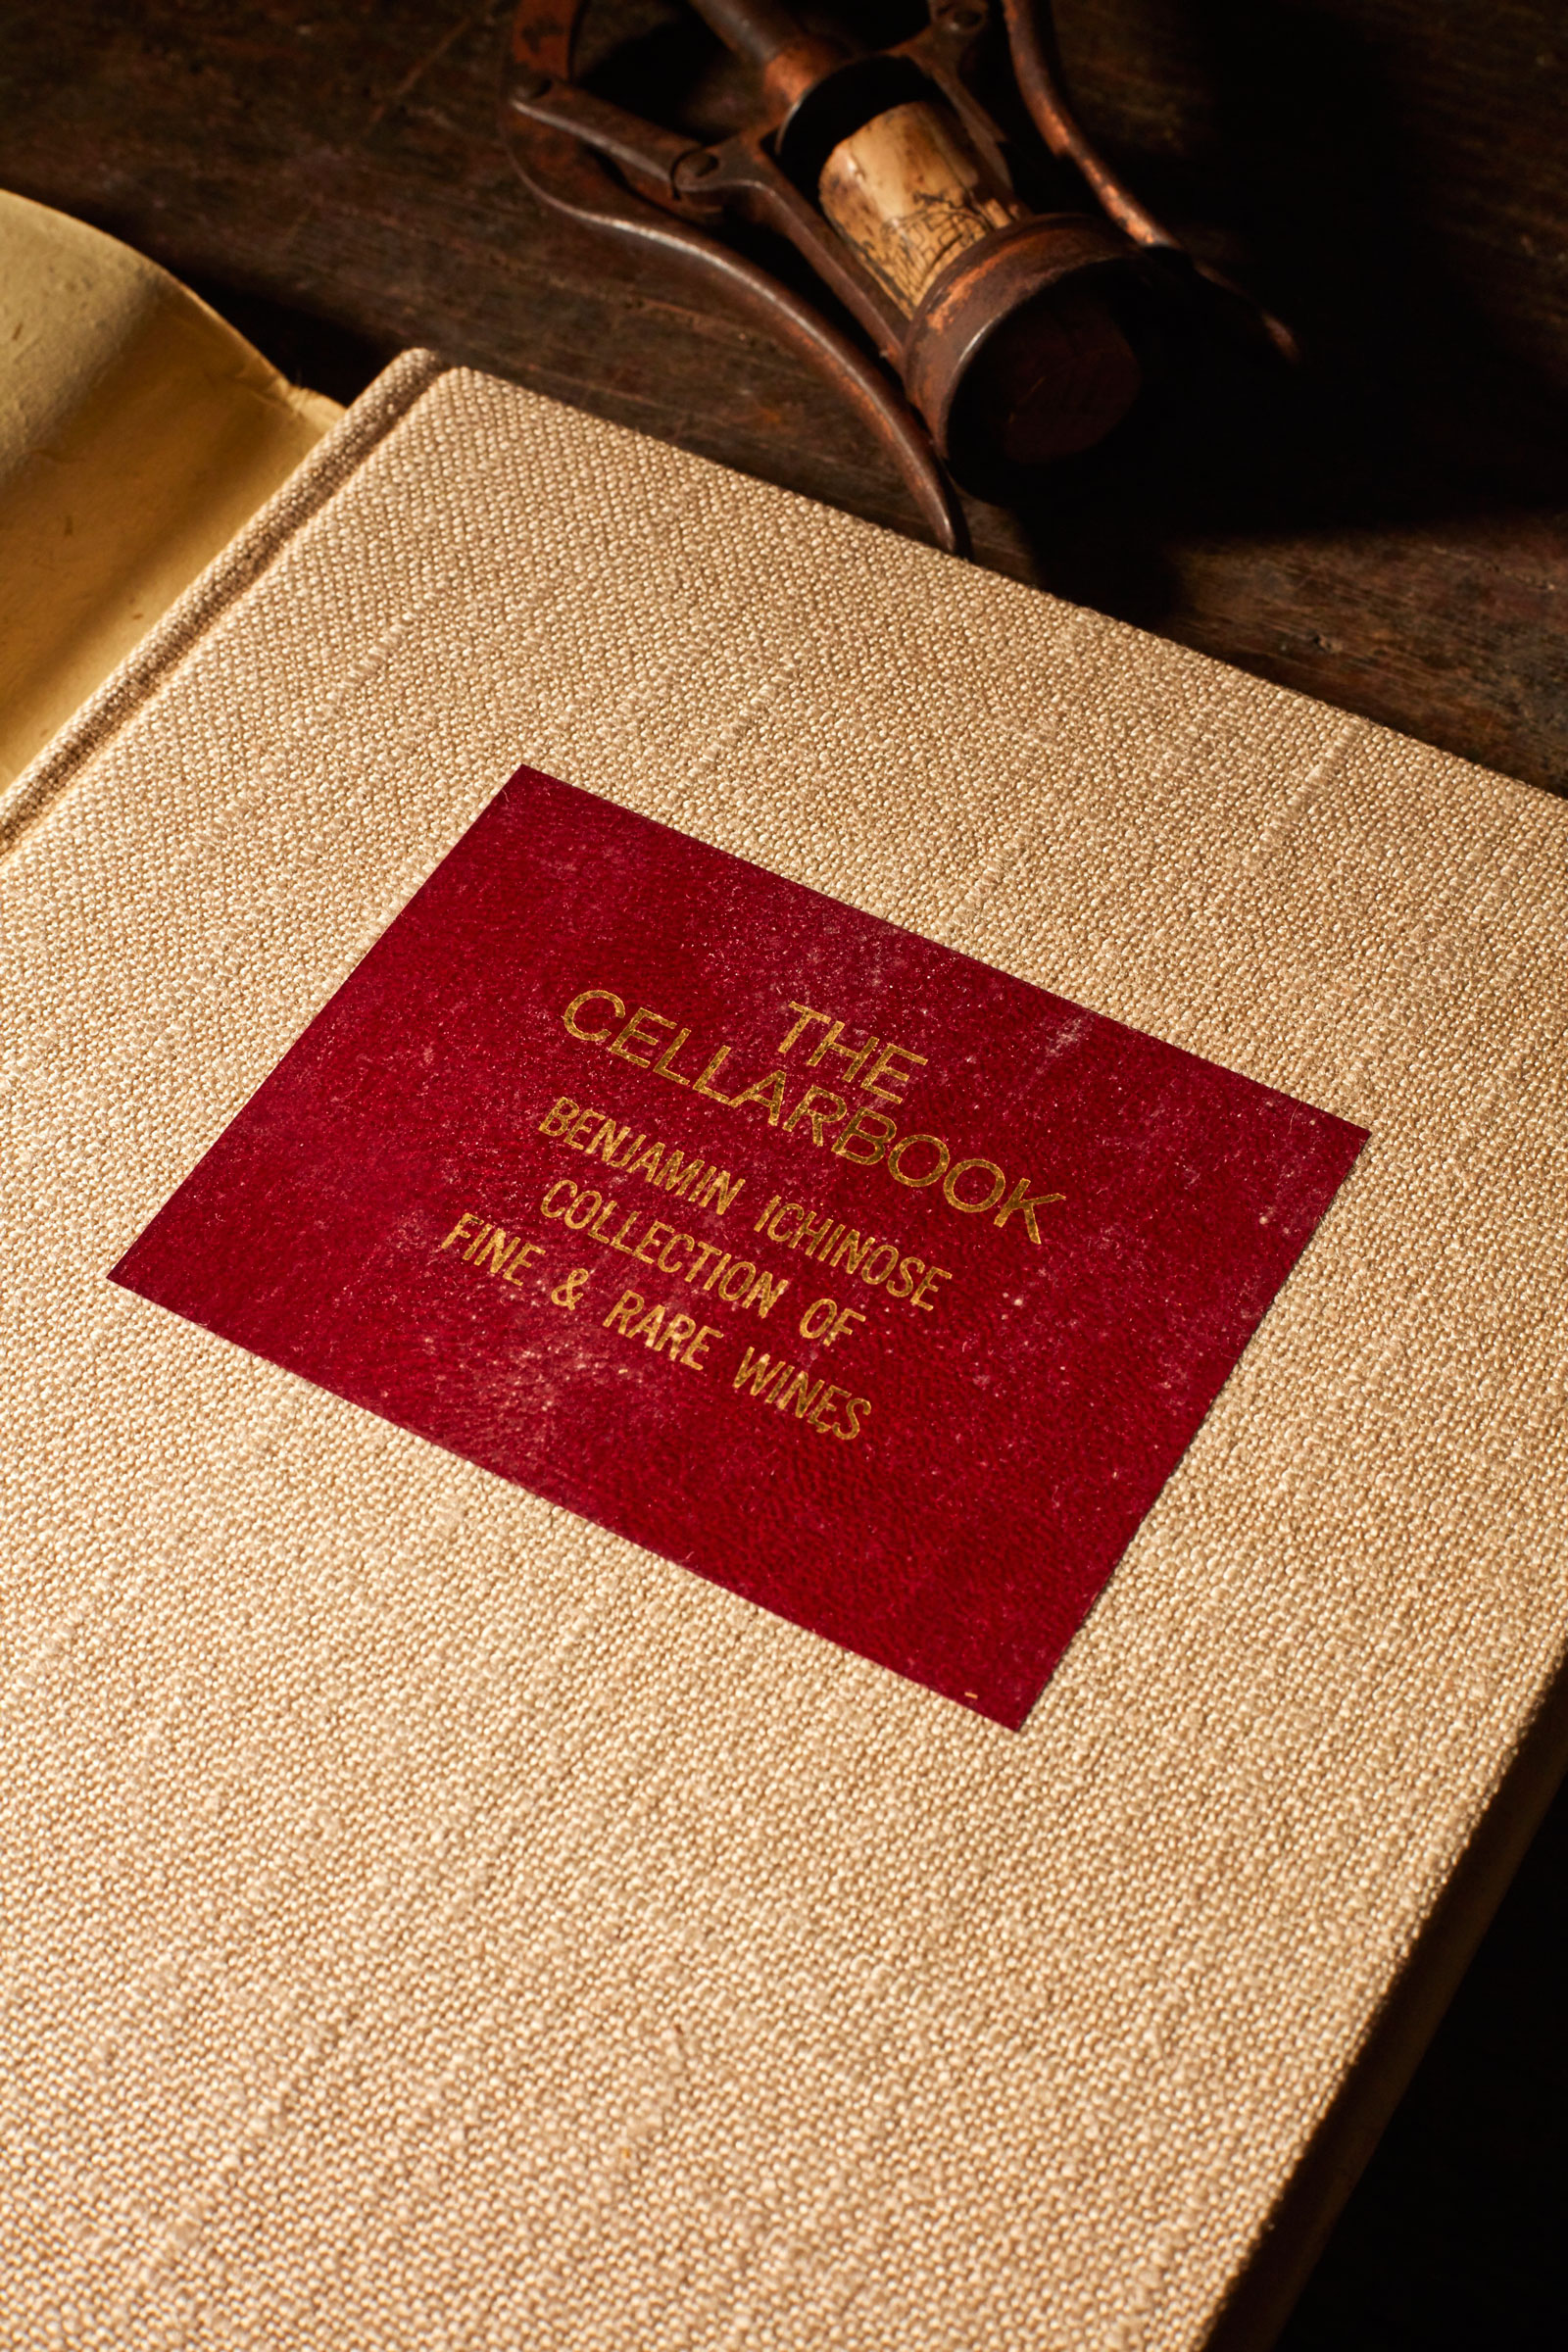 THE
CELLARBOOK
BENJAMIN ICHINOSE
COLLECTION OF
FINE & RARE WINES